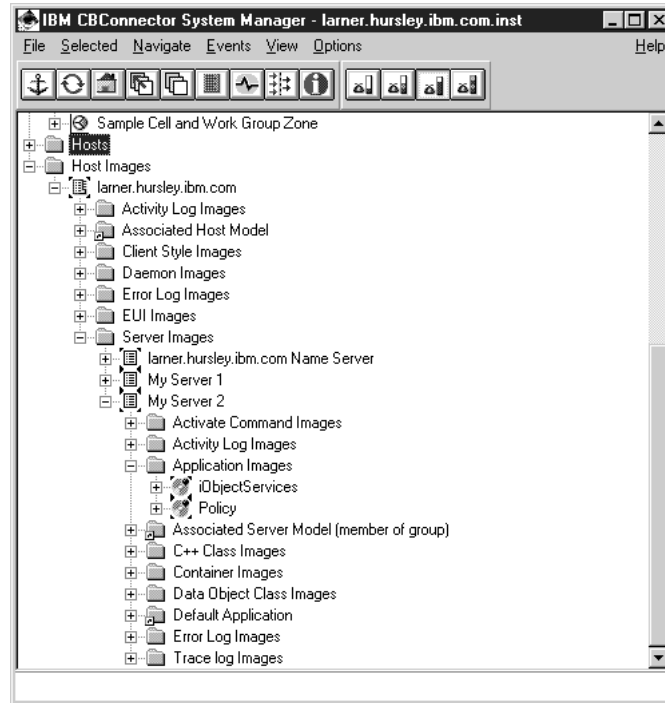 IBM CBConnector System Manager - larner.hursley.ibm.com.inst
File Selected Navigate Events View Options Help
Sample Cell and Work Group Zone
Hosts
Host Images
larner.hursley.ibm.com
Activity Log Images
Associated Host Model
Client Style Images
Daemon Images
Error Log Images
EUI Images
Server Images
larner.hursley.ibm.com Name Server
My Server 1
My Server 2
Activate Command Images
Activity Log Images
Application Images
iObjectServices
Policy
Associated Server Model (member of group)
C++ Class Images
Container Images
Data Object Class Images
Default Application
Error Log Images
Trace log Images